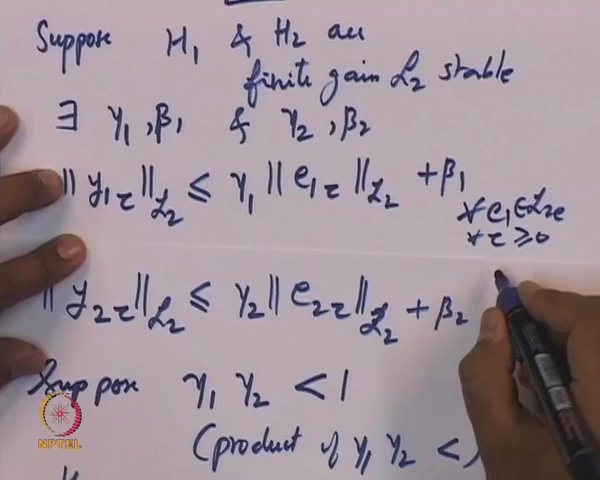 Suppose H₁ & H₂ are
finite gain ℒ₂ stable
∃ γ₁, β₁ & γ₂, β₂
‖y₁τ‖ℒ₂ ≤ γ₁ ‖e₁τ‖ℒ₂ + β₁
∀ e₁ ∈ ℒ₂e
∀ τ ≥ 0
‖y₂τ‖ℒ₂ ≤ γ₂ ‖e₂τ‖ℒ₂ + β₂
Suppose γ₁ γ₂ < 1
(product of γ₁ γ₂ <
NPTEL